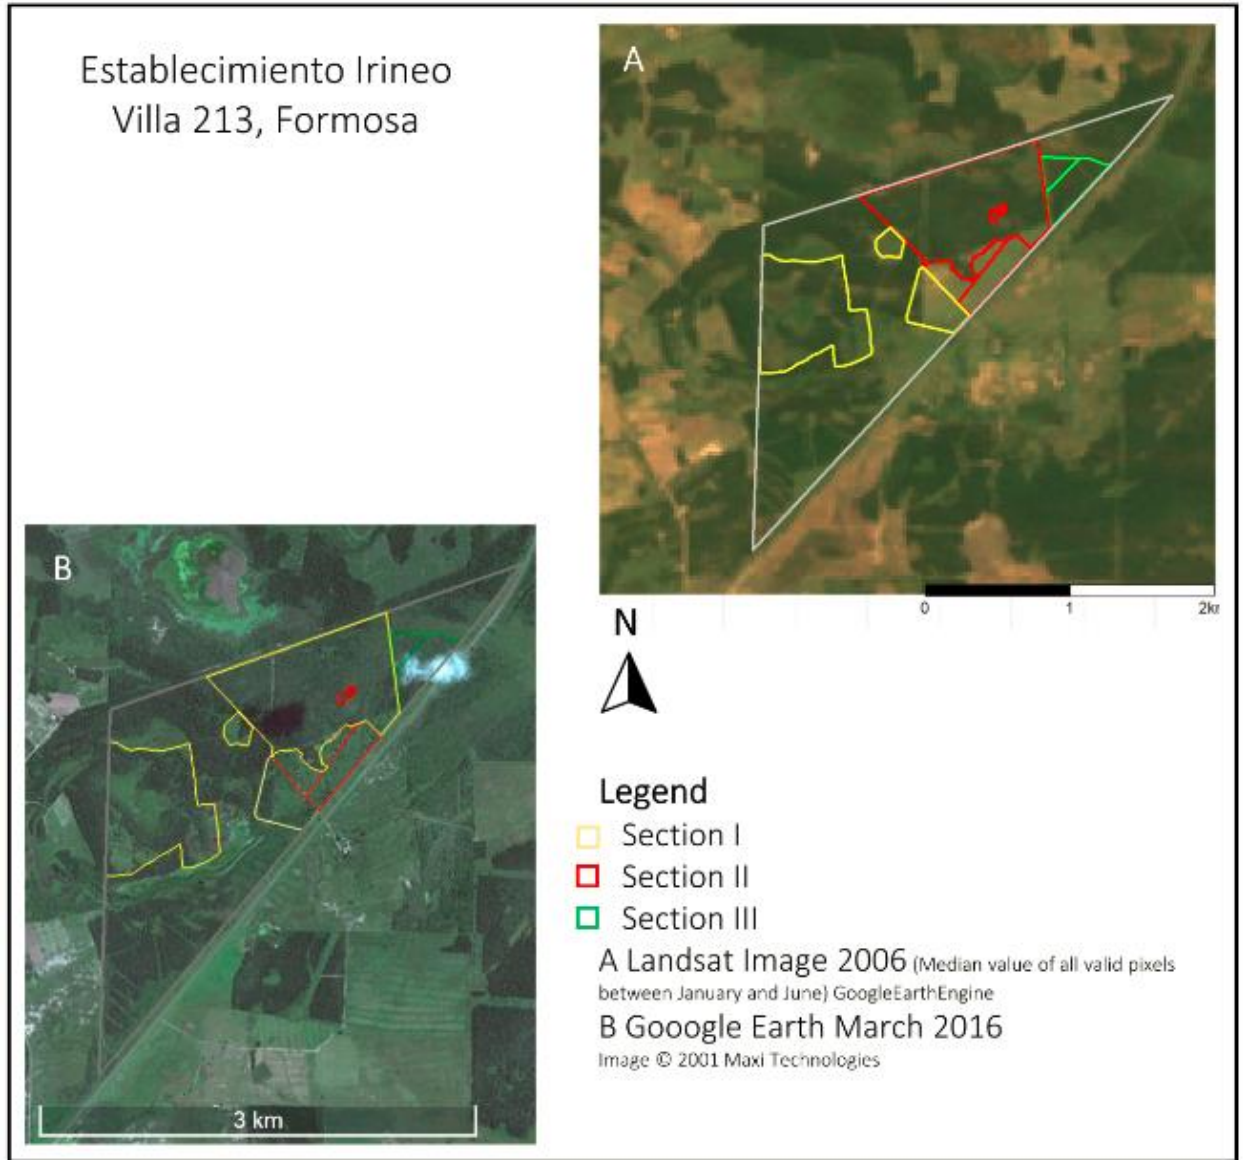 Establecimiento Irineo
Villa 213, Formosa
A
0 1 2km
B
3 km
N
Legend
Section I
Section II
Section III
A Landsat Image 2006 (Median value of all valid pixels
between January and June) GoogleEarthEngine
B Gooogle Earth March 2016
Image © 2001 Maxi Technologies